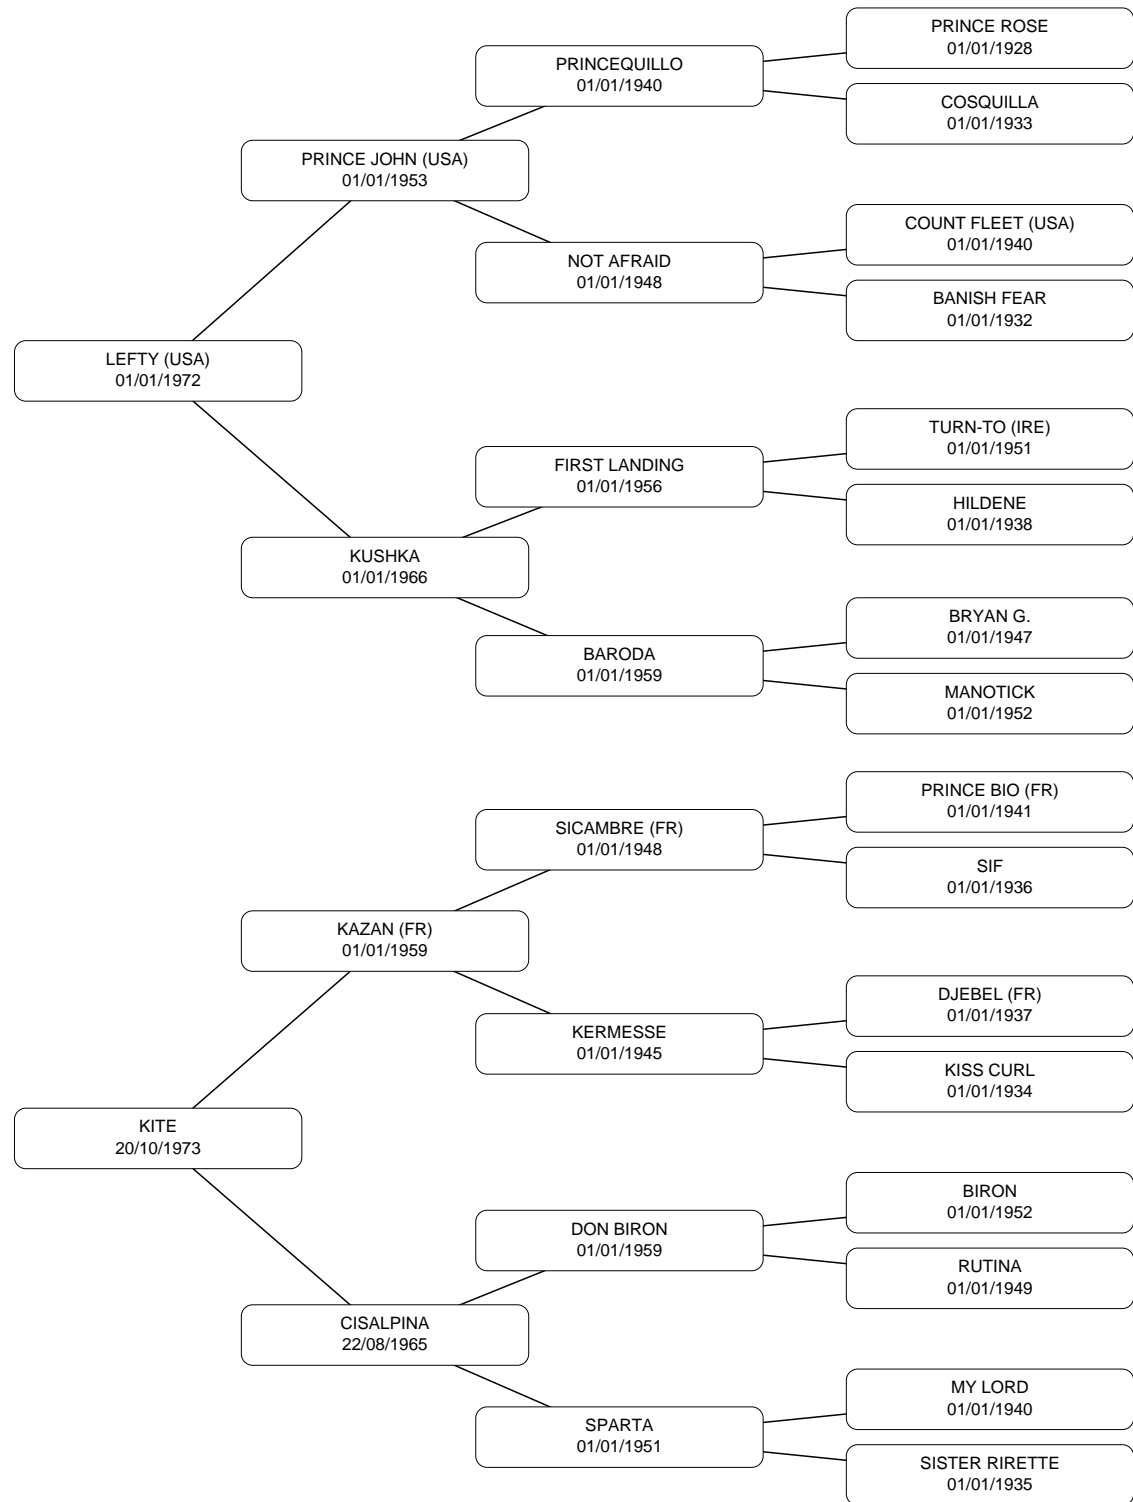 PRINCE ROSE
01/01/1928
PRINCEQUILLO
01/01/1940
COSQUILLA
01/01/1933
PRINCE JOHN (USA)
01/01/1953
COUNT FLEET (USA)
01/01/1940
NOT AFRAID
01/01/1948
BANISH FEAR
01/01/1932
LEFTY (USA)
01/01/1972
TURN-TO (IRE)
01/01/1951
FIRST LANDING
01/01/1956
HILDENE
01/01/1938
KUSHKA
01/01/1966
BRYAN G.
01/01/1947
BARODA
01/01/1959
MANOTICK
01/01/1952
PRINCE BIO (FR)
01/01/1941
SICAMBRE (FR)
01/01/1948
SIF
01/01/1936
KAZAN (FR)
01/01/1959
DJEBEL (FR)
01/01/1937
KERMESSE
01/01/1945
KISS CURL
01/01/1934
KITE
20/10/1973
BIRON
01/01/1952
DON BIRON
01/01/1959
RUTINA
01/01/1949
CISALPINA
22/08/1965
MY LORD
01/01/1940
SPARTA
01/01/1951
SISTER RIRETTE
01/01/1935